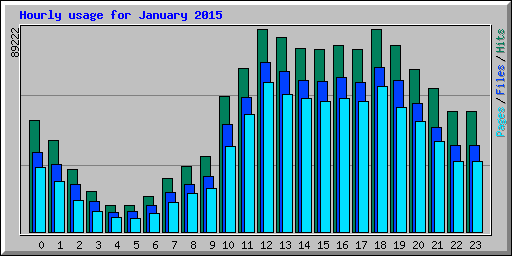 Hourly usage for January 2015
89222
Pages / Files / Hits
0 1 2 3 4 5 6 7 8 9 10 11 12 13 14 15 16 17 18 19 20 21 22 23